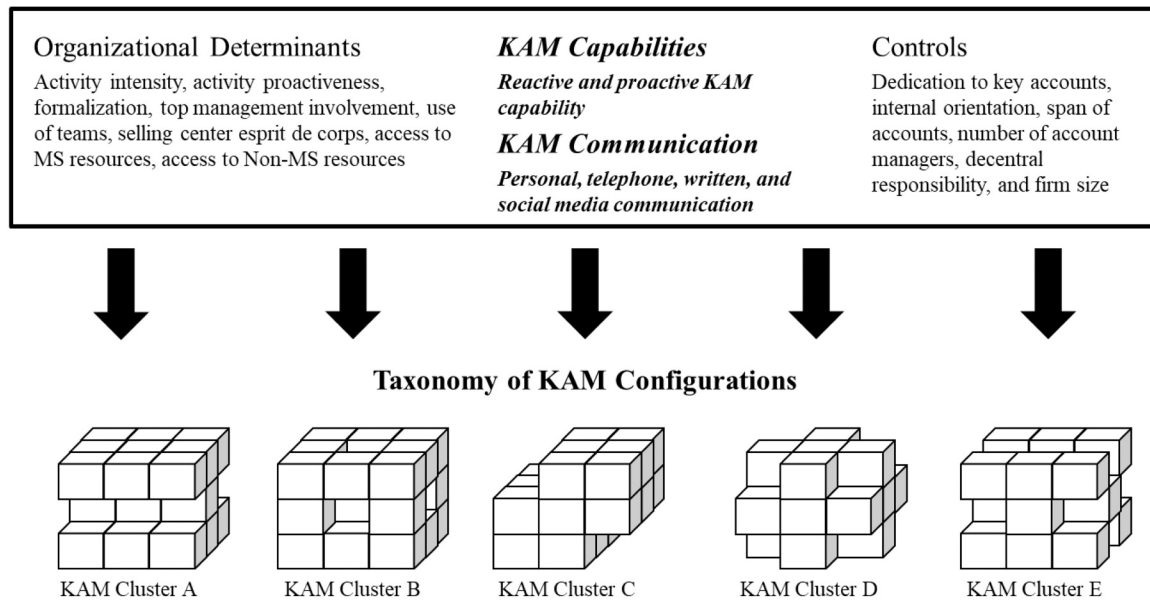 Organizational Determinants
Activity intensity, activity proactiveness,
formalization, top management involvement, use
of teams, selling center esprit de corps, access to
MS resources, access to Non-MS resources
KAM Capabilities
Reactive and proactive KAM
capability
KAM Communication
Personal, telephone, written, and
social media communication
Controls
Dedication to key accounts,
internal orientation, span of
accounts, number of account
managers, decentral
responsibility, and firm size
Taxonomy of KAM Configurations
KAM Cluster A
KAM Cluster B
KAM Cluster C
KAM Cluster D
KAM Cluster E